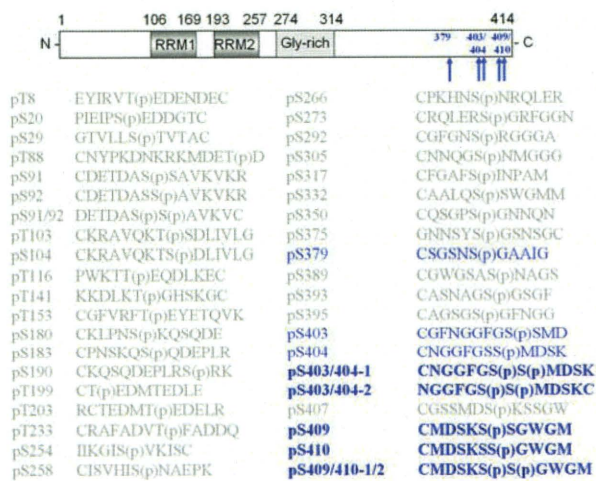 1 106 169 193 257 274 314 414
N - RRM1 RRM2 Gly-rich 379 403/ 409/ - C
404 410
pT8 EYIRVT(p)EDENDEC pS266 CPKHNS(p)NRQLER
pS20 PIEIPS(p)EDDGTC pS273 CRQLERS(p)GRFGGN
pS29 GTVLLS(p)TVTAC pS292 CGFGNS(p)RGGGA
pT88 CNYPKDNKRKMDET(p)D pS305 CNNQGS(p)NMGGG
pS91 CDETDAS(p)SAVKVKR pS317 CFGAFS(p)INPAM
pS92 CDETDASS(p)AVKVKR pS332 CAALQS(p)SWGMM
pS91/92 DETDAS(p)S(p)AVKVC pS350 CQSGPS(p)GNNQN
pT103 CKRAVQKT(p)SDLIVLG pS375 GNNSYS(p)GSNSGC
pS104 CKRAVQKTS(p)DLIVLG pS379 CSGSNS(p)GAAIG
pT116 PWKTT(p)EQDLKEC pS389 CGWGSAS(p)NAGS
pT141 KKDLKT(p)GHSKGC pS393 CASNAGS(p)GSGF
pT153 CGFVRFT(p)EYETQVK pS395 CAGSGS(p)GFNGG
pS180 CKLPNS(p)KQSQDE pS403 CGFNGGFGS(p)SMD
pS183 CPNSKQS(p)QDEPLR pS404 CNGGFGSS(p)MDSK
pS190 CKQSQDEPLRS(p)RK pS403/404-1 CNGGFGS(p)S(p)MDSK
pT199 CT(p)EDMTEDLE pS403/404-2 NGGFGS(p)S(p)MDSKC
pT203 RCTEDMT(p)EDELR pS407 CGSSMDS(p)KSSGW
pT233 CRAFADVT(p)FADDQ pS409 CMDSKS(p)SGWGM
pS254 IIKGIS(p)VKISC pS410 CMDSKSS(p)GWGM
pS258 CISVHIS(p)NAEPK pS409/410-1/2 CMDSKS(p)S(p)GWGM